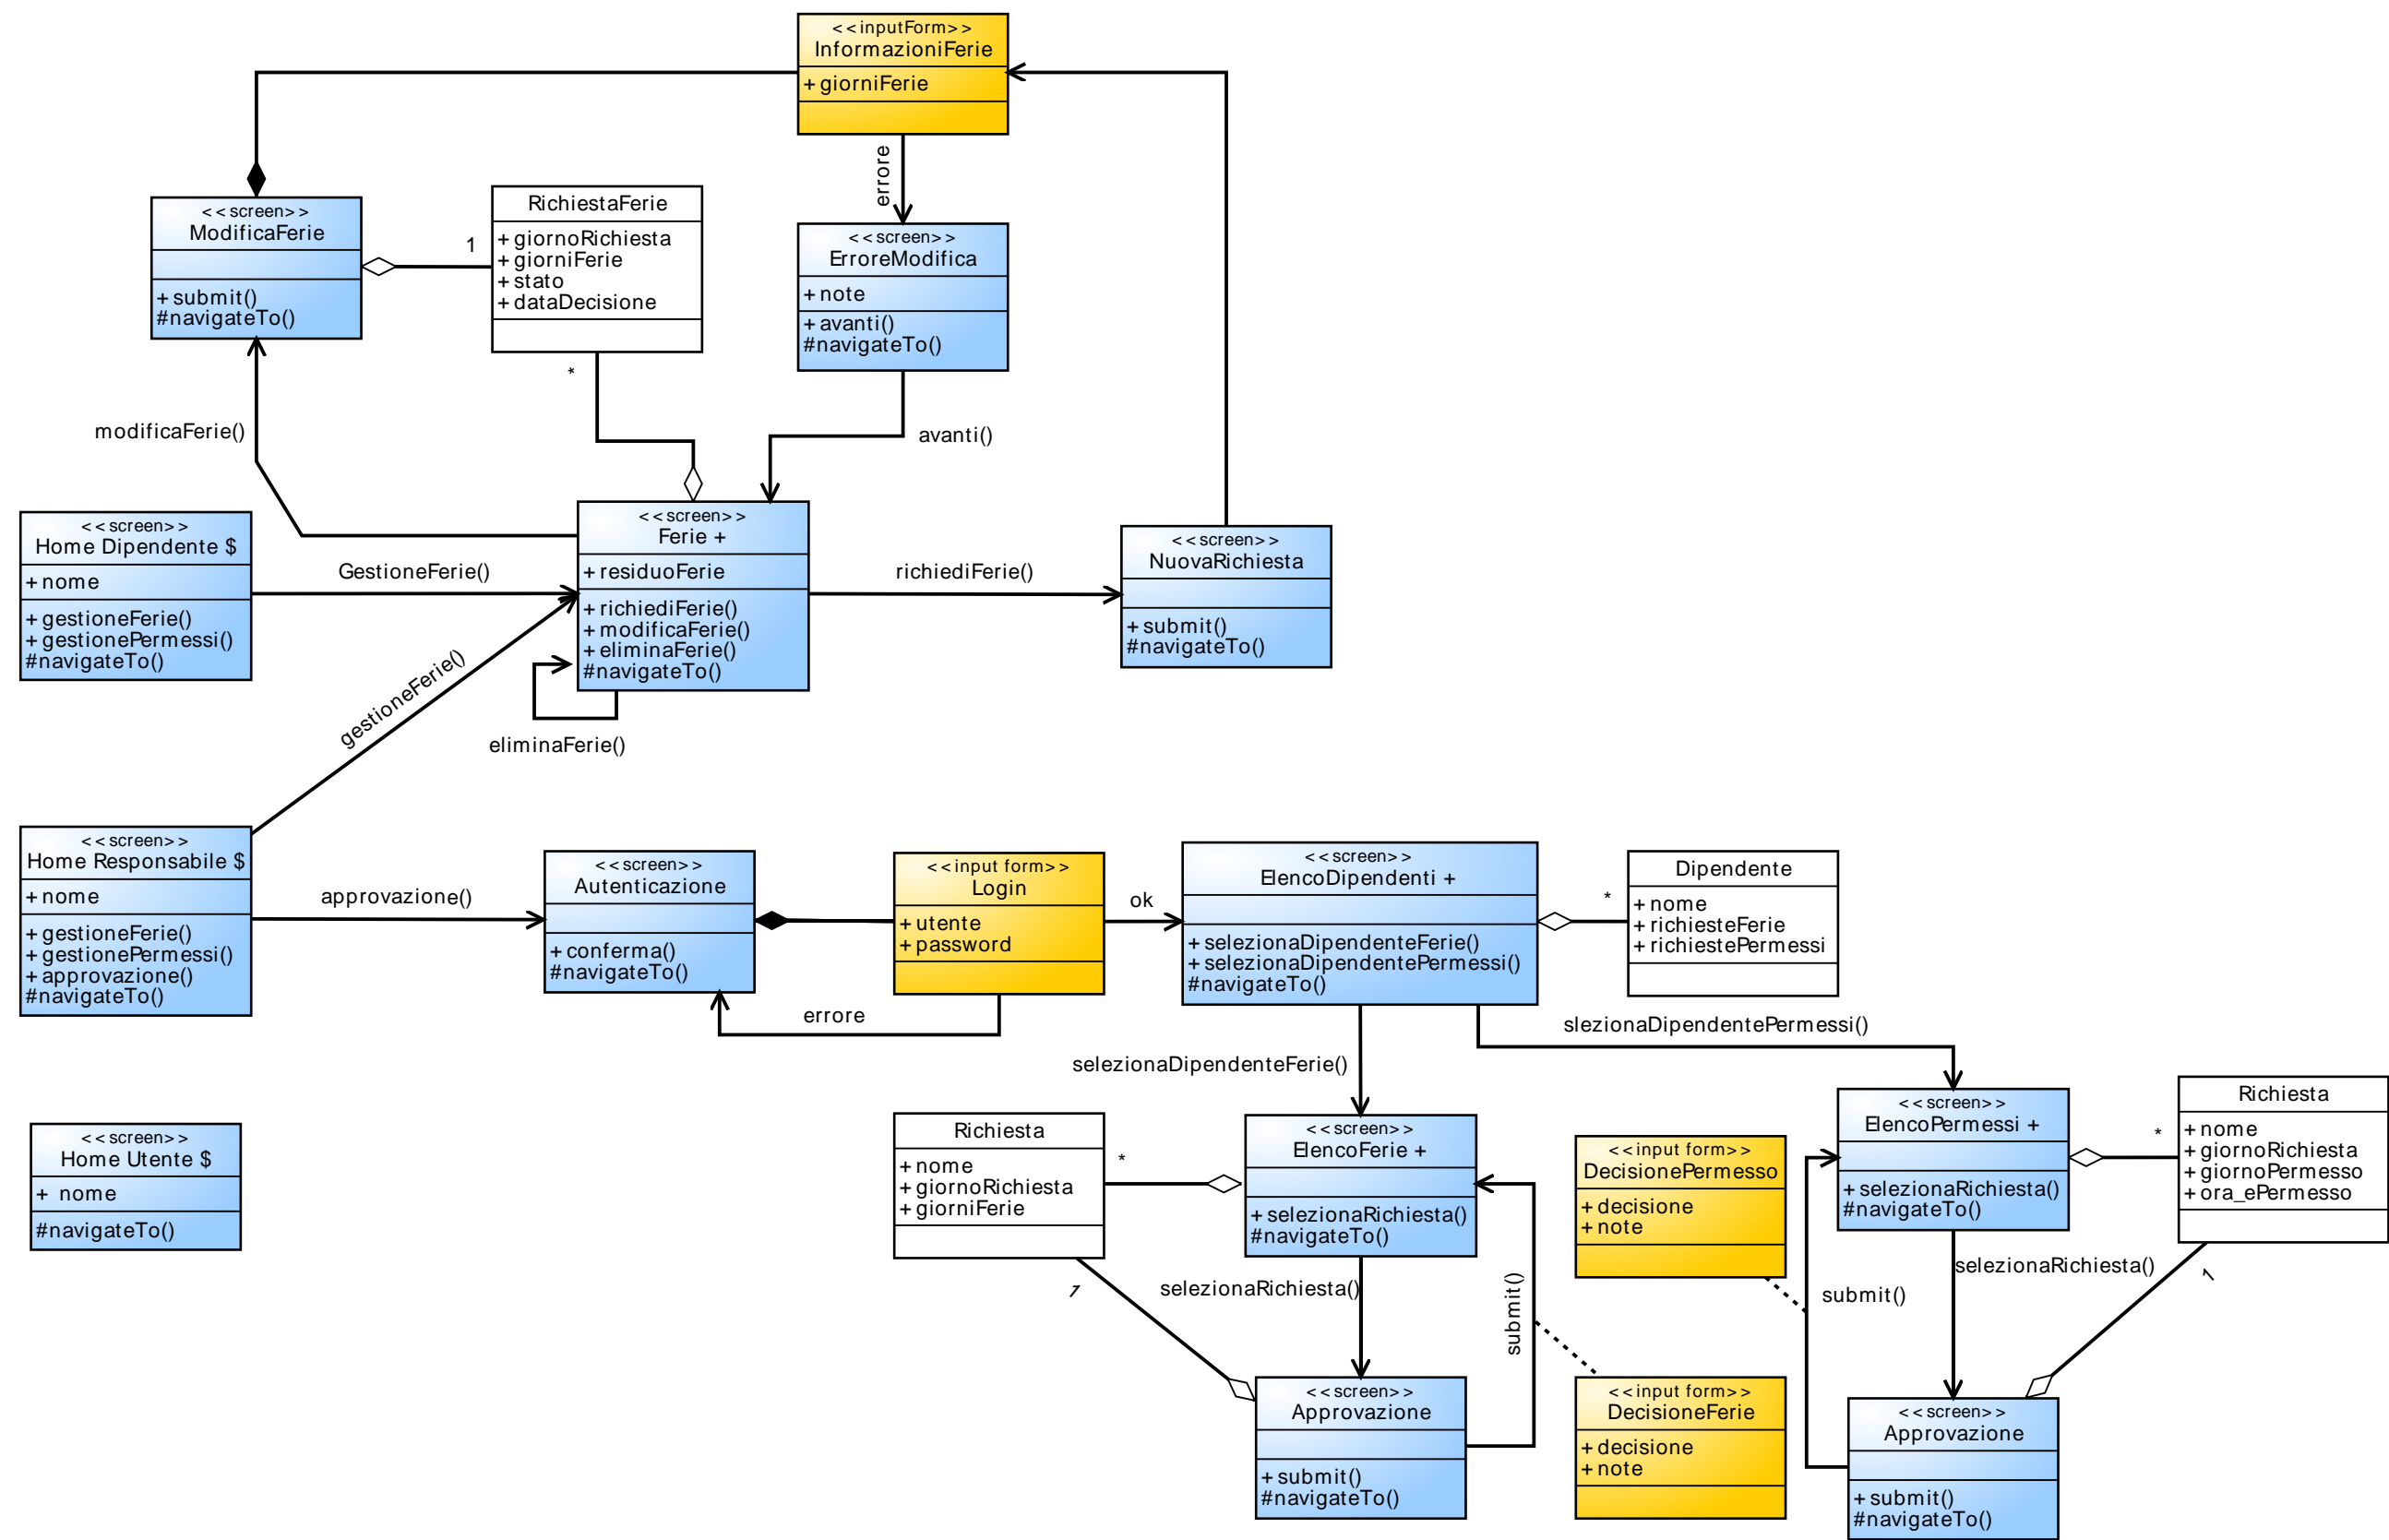 <<inputForm>>
InformazioniFerie
+ giorniFerie
errore
<<screen>>
ModificaFerie
+ submit()
#navigateTo()
1
RichiestaFerie
+ giornoRichiesta
+ giorniFerie
+ stato
+ dataDecisione
*
<<screen>>
ErroreModifica
+ note
+ avanti()
#navigateTo()
modificaFerie()
avanti()
<<screen>>
Home Dipendente $
+ nome
+ gestioneFerie()
+ gestionePermessi()
#navigateTo()
GestioneFerie()
<<screen>>
Ferie +
+ residuoFerie
+ richiediFerie()
+ modificaFerie()
+ eliminaFerie()
#navigateTo()
richiediFerie()
<<screen>>
NuovaRichiesta
+ submit()
#navigateTo()
gestioneFerie()
eliminaFerie()
<<screen>>
Home Responsabile $
+ nome
+ gestioneFerie()
+ gestionePermessi()
+ approvazione()
#navigateTo()
approvazione()
<<screen>>
Autenticazione
+ conferma()
#navigateTo()
<<input form>>
Login
+ utente
+ password
ok
errore
<<screen>>
ElencoDipendenti +
+ selezionaDipendenteFerie()
+ selezionaDipendentePermessi()
#navigateTo()
*
Dipendente
+ nome
+ richiesteFerie
+ richiestePermessi
selezionaDipendenteFerie()
slezionaDipendentePermessi()
<<screen>>
Home Utente $
+ nome
#navigateTo()
Richiesta
+ nome
+ giornoRichiesta
+ giorniFerie
*
<<screen>>
ElencoFerie +
+ selezionaRichiesta()
#navigateTo()
<<input form>>
DecisionePermesso
+ decisione
+ note
<<screen>>
ElencoPermessi +
+ selezionaRichiesta()
#navigateTo()
*
Richiesta
+ nome
+ giornoRichiesta
+ giornoPermesso
+ ora_ePermesso
1
selezionaRichiesta()
submit()
submit()
selezionaRichiesta()
1
<<screen>>
Approvazione
+ submit()
#navigateTo()
<<input form>>
DecisioneFerie
+ decisione
+ note
<<screen>>
Approvazione
+ submit()
#navigateTo()